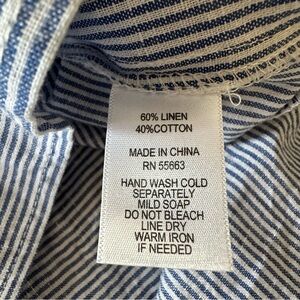 60% LINEN
40%COTTON
MADE IN CHINA
RN 55663
HAND WASH COLD
SEPARATELY
MILD SOAP
DO NOT BLEACH
LINE DRY
WARM IRON
IF NEEDED